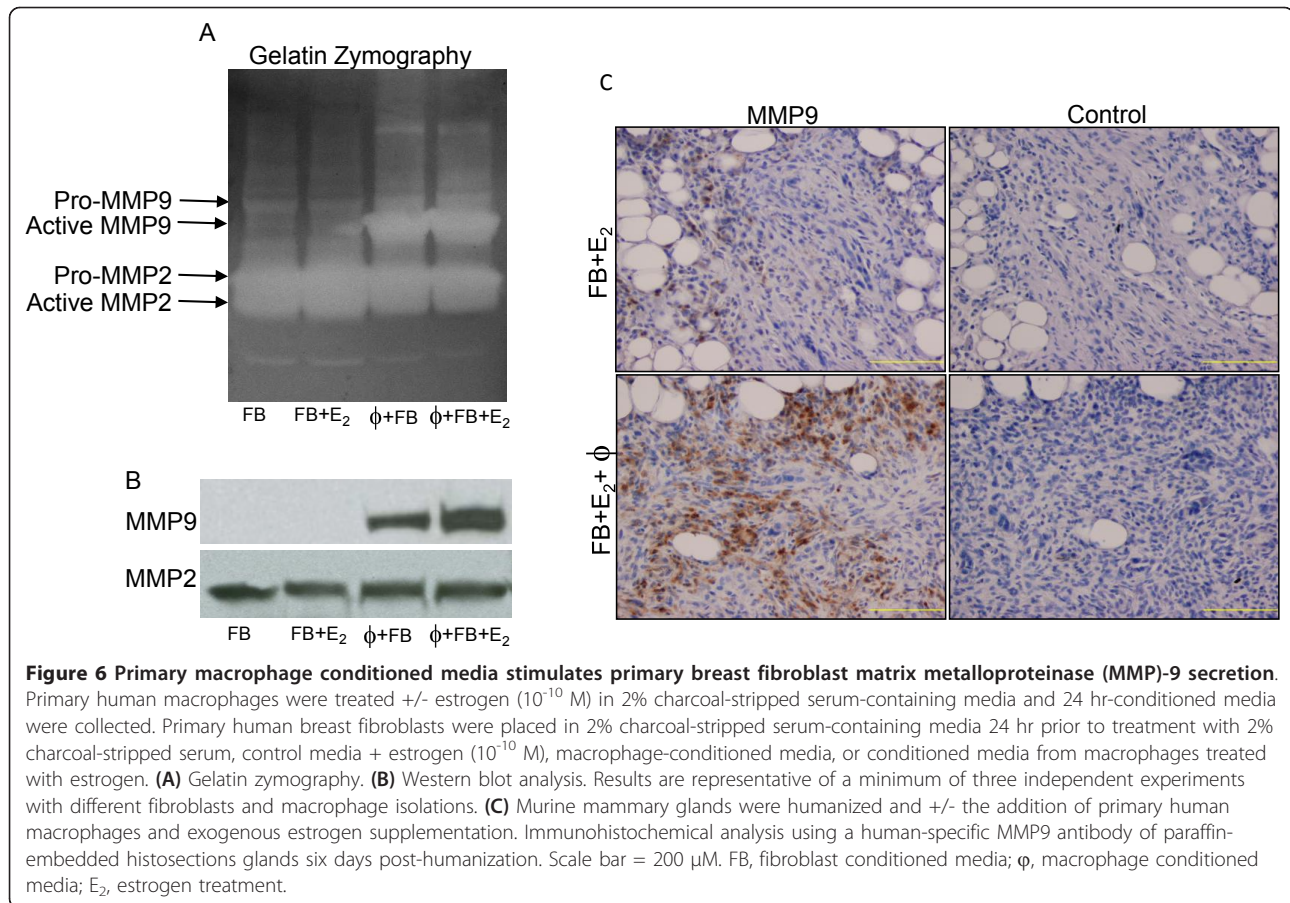 A
Gelatin Zymography
Pro-MMP9
Active MMP9
Pro-MMP2
Active MMP2
FB FB+E₂ ϕ+FB ϕ+FB+E₂
B
MMP9
MMP2
FB FB+E₂ ϕ+FB ϕ+FB+E₂
C
MMP9 Control
FB+E₂
FB+E₂+ ϕ
Figure 6 Primary macrophage conditioned media stimulates primary breast fibroblast matrix metalloproteinase (MMP)-9 secretion.
Primary human macrophages were treated +/- estrogen (10⁻¹⁰ M) in 2% charcoal-stripped serum-containing media and 24 hr-conditioned media
were collected. Primary human breast fibroblasts were placed in 2% charcoal-stripped serum-containing media 24 hr prior to treatment with 2%
charcoal-stripped serum, control media + estrogen (10⁻¹⁰ M), macrophage-conditioned media, or conditioned media from macrophages treated
with estrogen. (A) Gelatin zymography. (B) Western blot analysis. Results are representative of a minimum of three independent experiments
with different fibroblasts and macrophage isolations. (C) Murine mammary glands were humanized and +/- the addition of primary human
macrophages and exogenous estrogen supplementation. Immunohistochemical analysis using a human-specific MMP9 antibody of paraffin-
embedded histosections glands six days post-humanization. Scale bar = 200 μM. FB, fibroblast conditioned media; φ, macrophage conditioned
media; E₂, estrogen treatment.